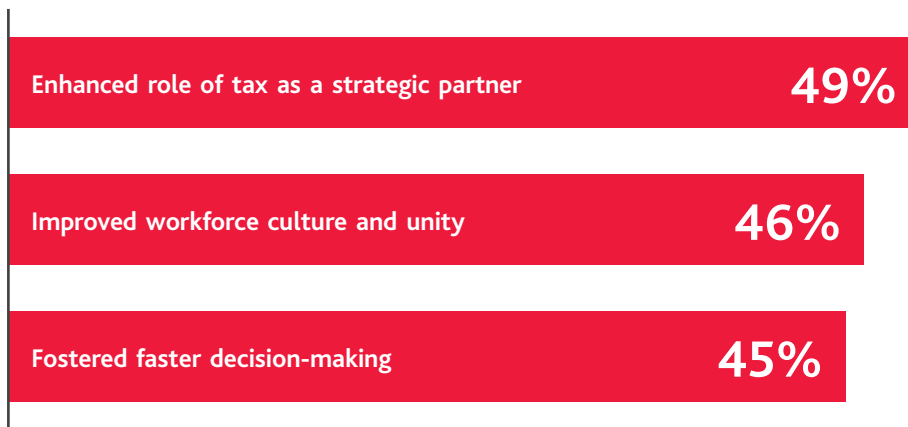 Enhanced role of tax as a strategic partner 49%
Improved workforce culture and unity 46%
Fostered faster decision-making 45%